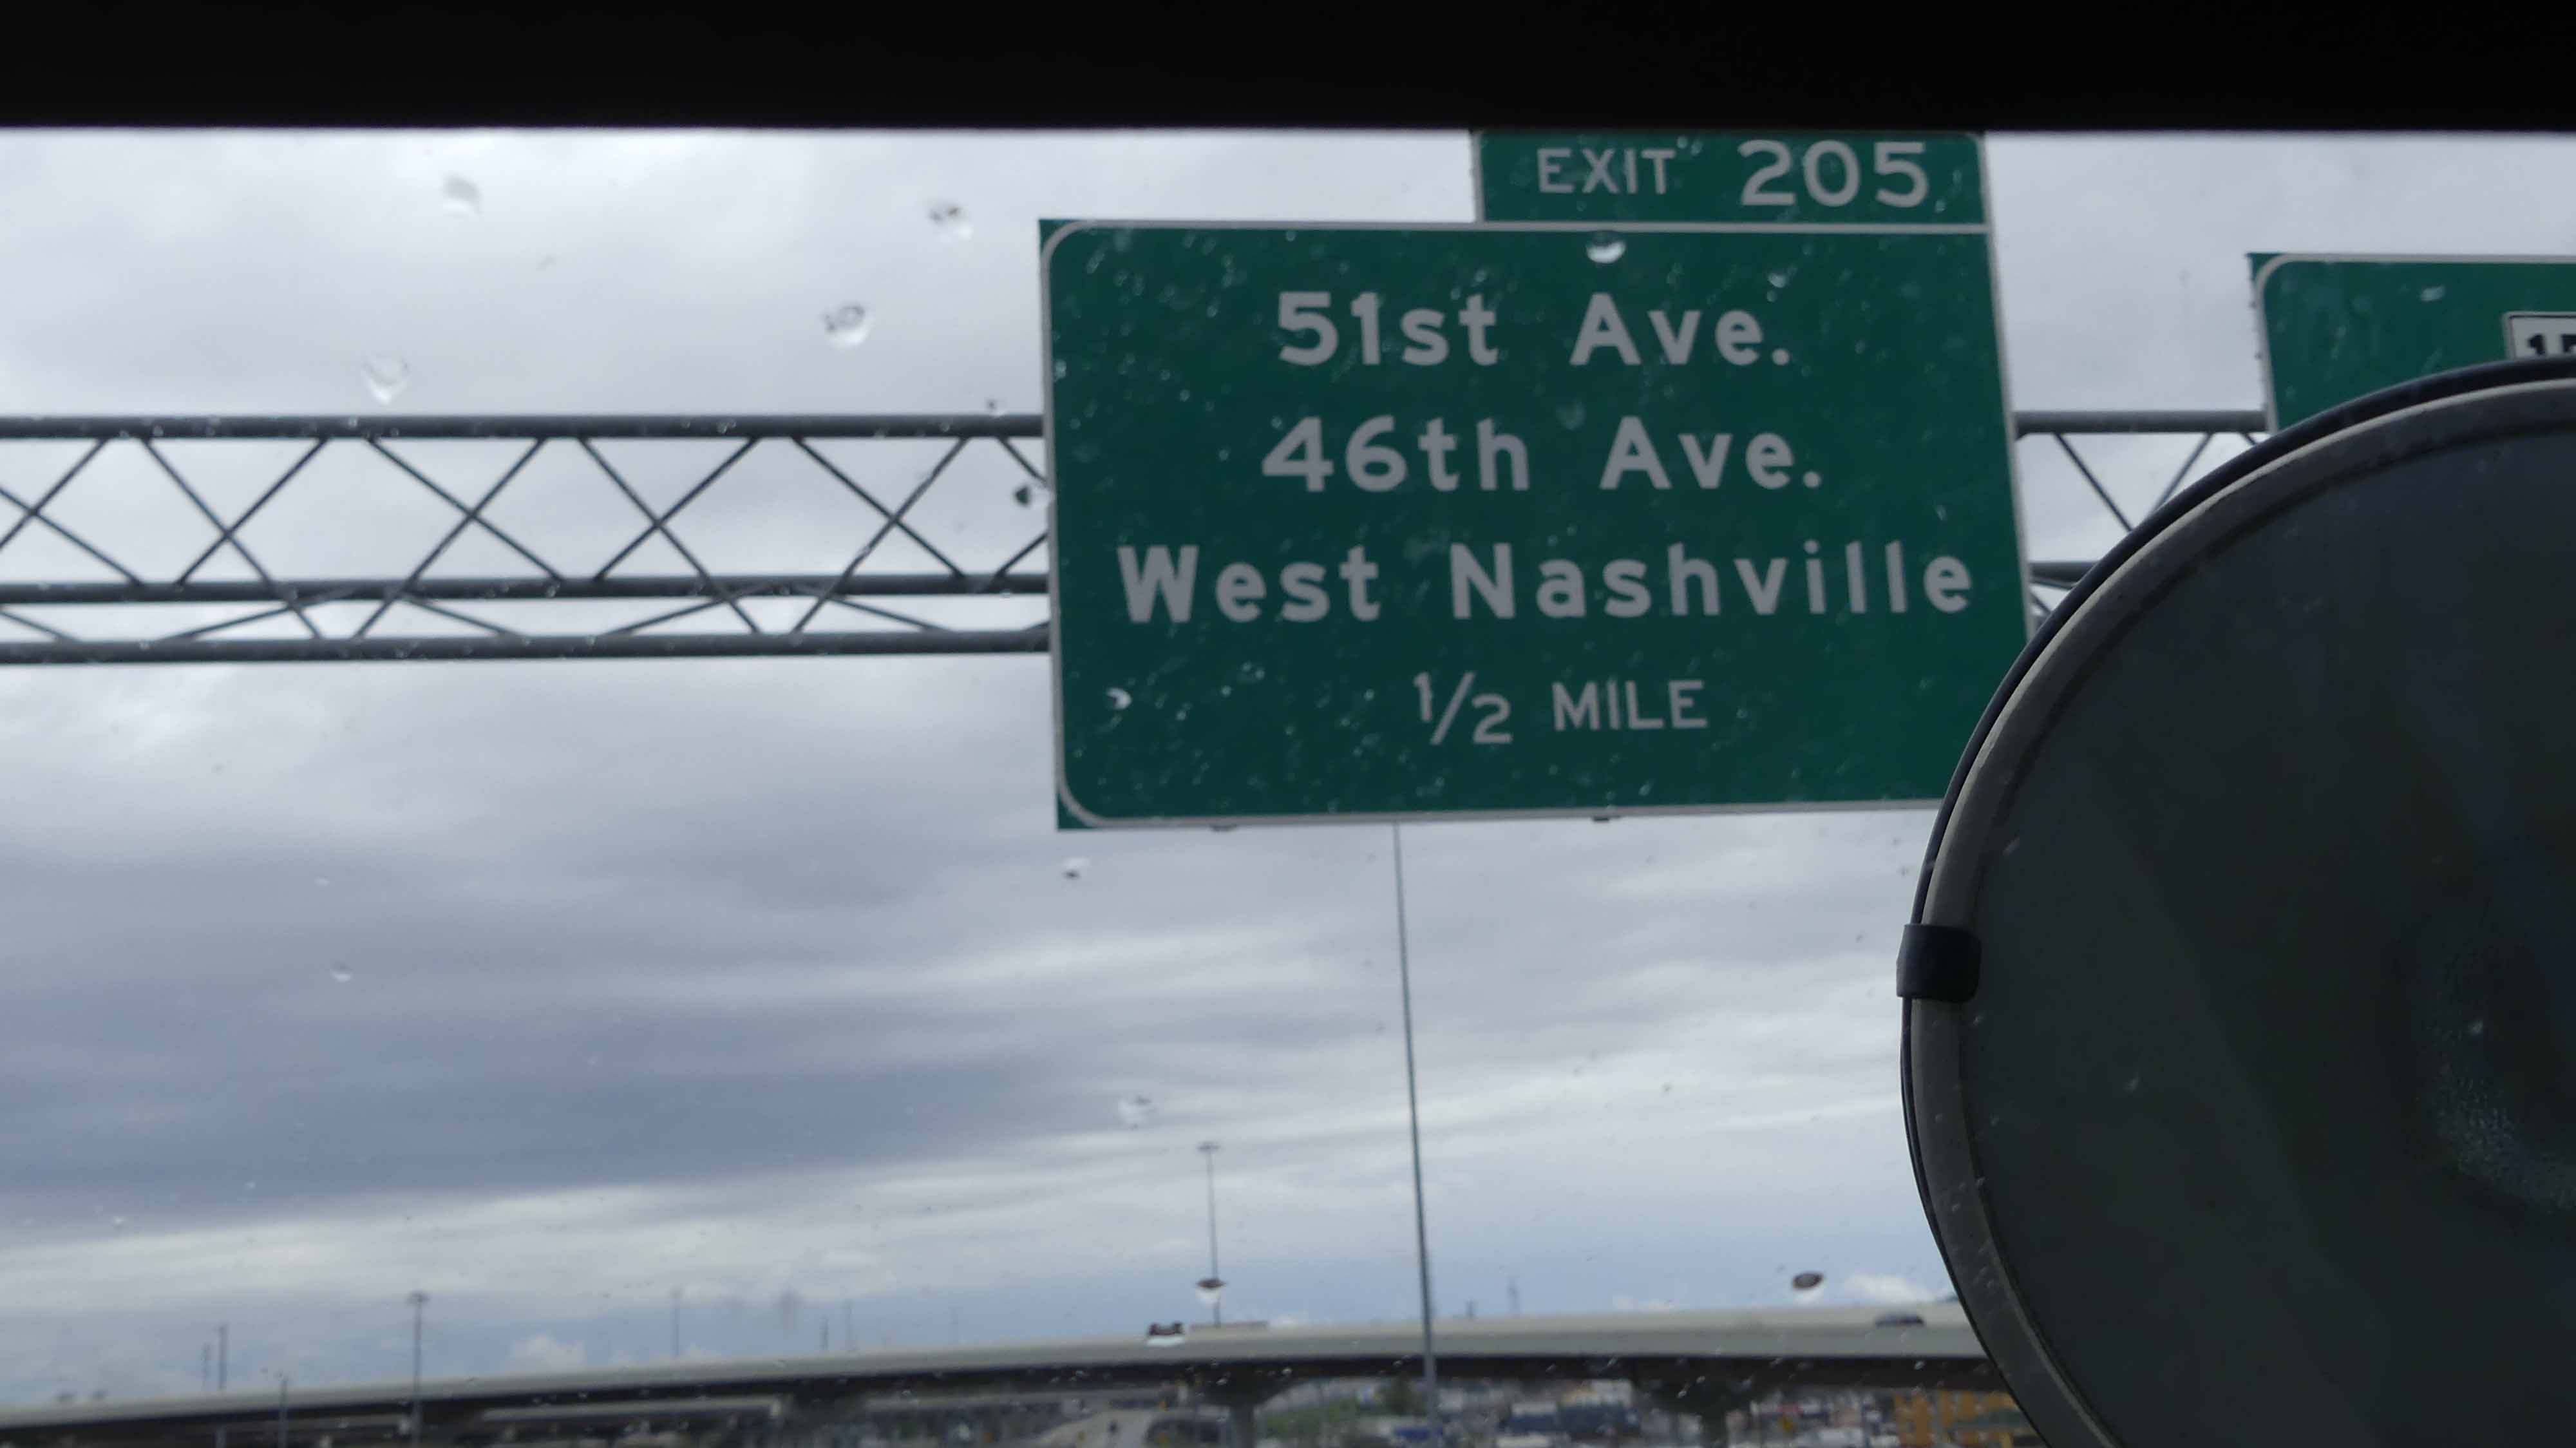 EXIT 205
51st Ave.
46th Ave.
West Nashville
1/2 MILE